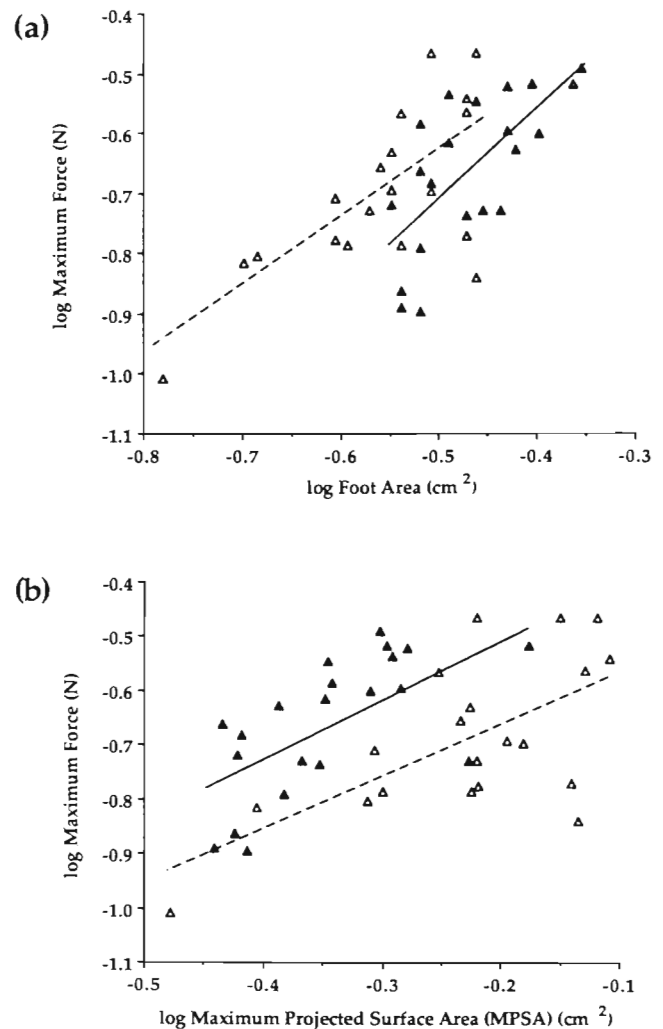 (a)
-0.4
-0.5
-0.6
-0.7
-0.8
-0.9
-1.0
-1.1
log Maximum Force (N)
-0.8 -0.7 -0.6 -0.5 -0.4 -0.3
log Foot Area (cm 2)
(b)
-0.4
-0.5
-0.6
-0.7
-0.8
-0.9
-1.0
-1.1
log Maximum Force (N)
-0.5 -0.4 -0.3 -0.2 -0.1
log Maximum Projected Surface Area (MPSA) (cm 2)